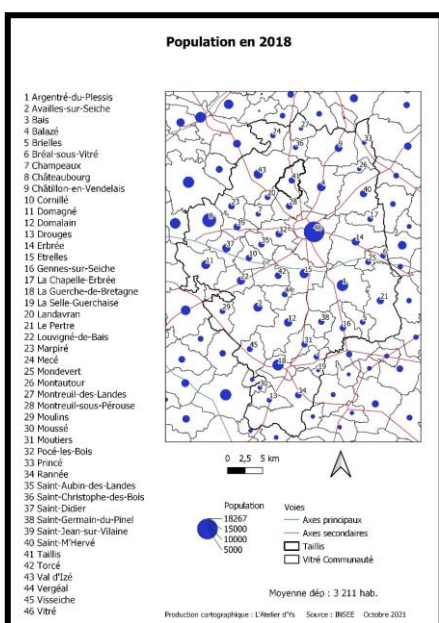 Population en 2018
1 Argentré-du-Plessis
2 Availles-sur-Seiche
3 Bais
4 Balazé
5 Brielles
6 Bréal-sous-Vitré
7 Champeaux
8 Châteaubourg
9 Châtillon-en-Vendelais
10 Cornillé
11 Domagné
12 Domalain
13 Drouges
14 Erbrée
15 Etrelles
16 Gennes-sur-Seiche
17 La Chapelle-Erbrée
18 La Guerche-de-Bretagne
19 La Selle-Guerchaise
20 Landavran
21 Le Pertre
22 Louvigné-de-Bais
23 Marpiré
24 Mecé
25 Mondevert
26 Montautour
27 Montreuil-des-Landes
28 Montreuil-sous-Pérouse
29 Moulins
30 Moussé
31 Moutiers
32 Pocé-les-Bois
33 Princé
34 Rannée
35 Saint-Aubin-des-Landes
36 Saint-Christophe-des-Bois
37 Saint-Didier
38 Saint-Germain-du-Pinel
39 Saint-Jean-sur-Vilaine
40 Saint-M'Hervé
41 Taillis
42 Torcé
43 Val d'Izé
44 Vergéal
45 Visseiche
46 Vitré
0 2,5 5 km
Population
18267
15000
10000
5000
Voies
Axes principaux
Axes secondaires
Taillis
Vitré Communauté
Moyenne dép : 3 211 hab.
Production cartographique : L'Atelier d'Ys Source : INSEE Octobre 2021